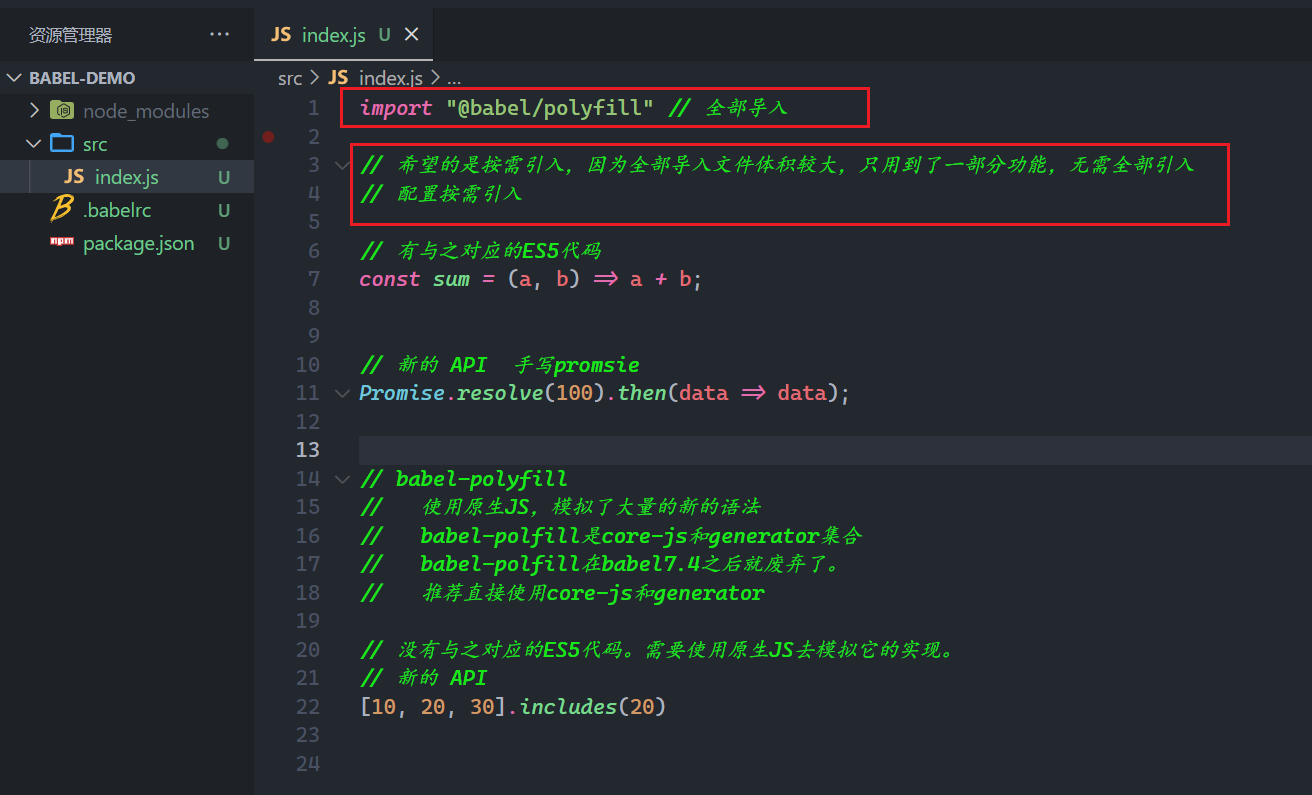 资源管理器 ...
JS index.js U ×
BABEL-DEMO
node_modules
src
JS index.js U
.babelrc U
npm package.json U
src > JS index.js > ...
1 import "@babel/polyfill" // 全部导入
2
3 // 希望的是按需引入，因为全部导入文件体积较大，只用到了一部分功能，无需全部引入
4 // 配置按需引入
5
6 // 有与之对应的ES5代码
7 const sum = (a, b) => a + b;
8
9
10 // 新的 API  手写promsie
11 Promise.resolve(100).then(data => data);
12
13
14 // babel-polyfill
15 //   使用原生JS，模拟了大量的新的语法
16 //   babel-polfill是core-js和generator集合
17 //   babel-polfill在babel7.4之后就废弃了。
18 //   推荐直接使用core-js和generator
19
20 // 没有与之对应的ES5代码。需要使用原生JS去模拟它的实现。
21 // 新的 API
22 [10, 20, 30].includes(20)
23
24